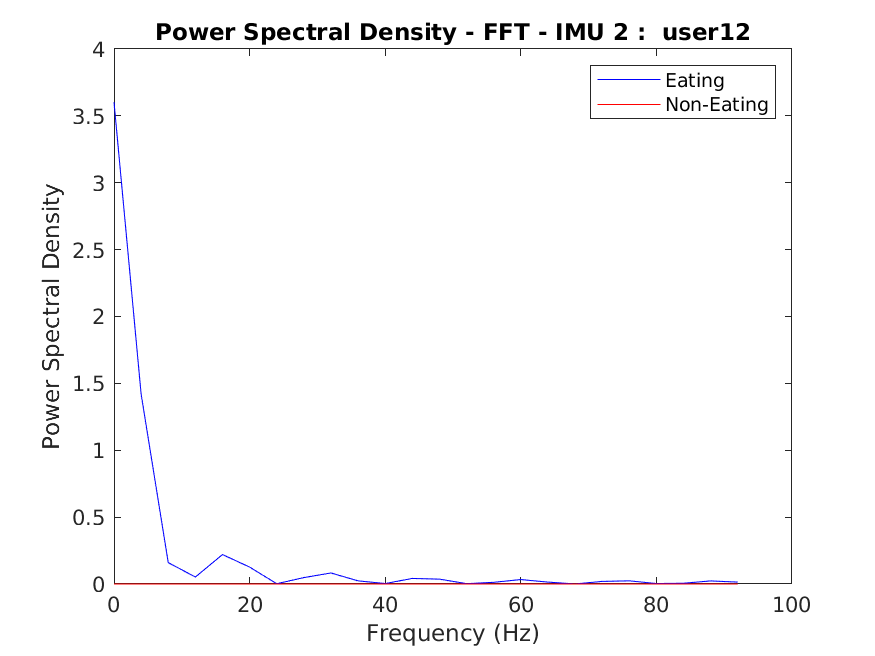 Power Spectral Density - FFT - IMU 2 :  user12
Eating
Non-Eating
Power Spectral Density
4
3.5
3
2.5
2
1.5
1
0.5
0
0 20 40 60 80 100
Frequency (Hz)